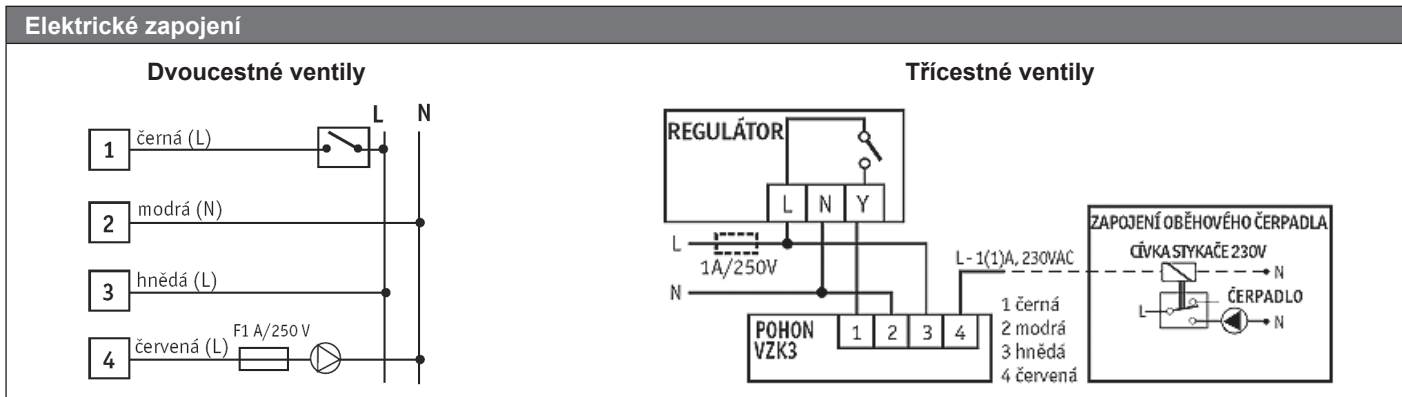 Elektrické zapojení
Dvoucestné ventily
L N
1 černá (L)
2 modrá (N)
3 hnědá (L)
4 červená (L) F1 A/250 V
Třícestné ventily
REGULÁTOR
L N Y
L
1A/250V
N
POHON
VZK3
1 2 3 4
L - 1(1)A, 230VAC
1 černá
2 modrá
3 hnědá
4 červená
ZAPOJENÍ OBĚHOVÉHO ČERPADLA
CÍVKA STYKAČE 230V
N
ČERPADLO
L
N